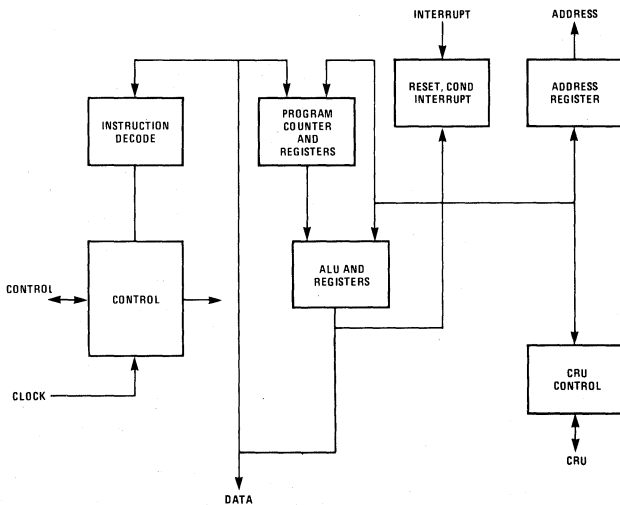 INTERRUPT
ADDRESS
INSTRUCTION
DECODE
PROGRAM
COUNTER
AND
REGISTERS
RESET, COND
INTERRUPT
ADDRESS
REGISTER
CONTROL
CONTROL
ALU AND
REGISTERS
CLOCK
CRU
CONTROL
CRU
DATA